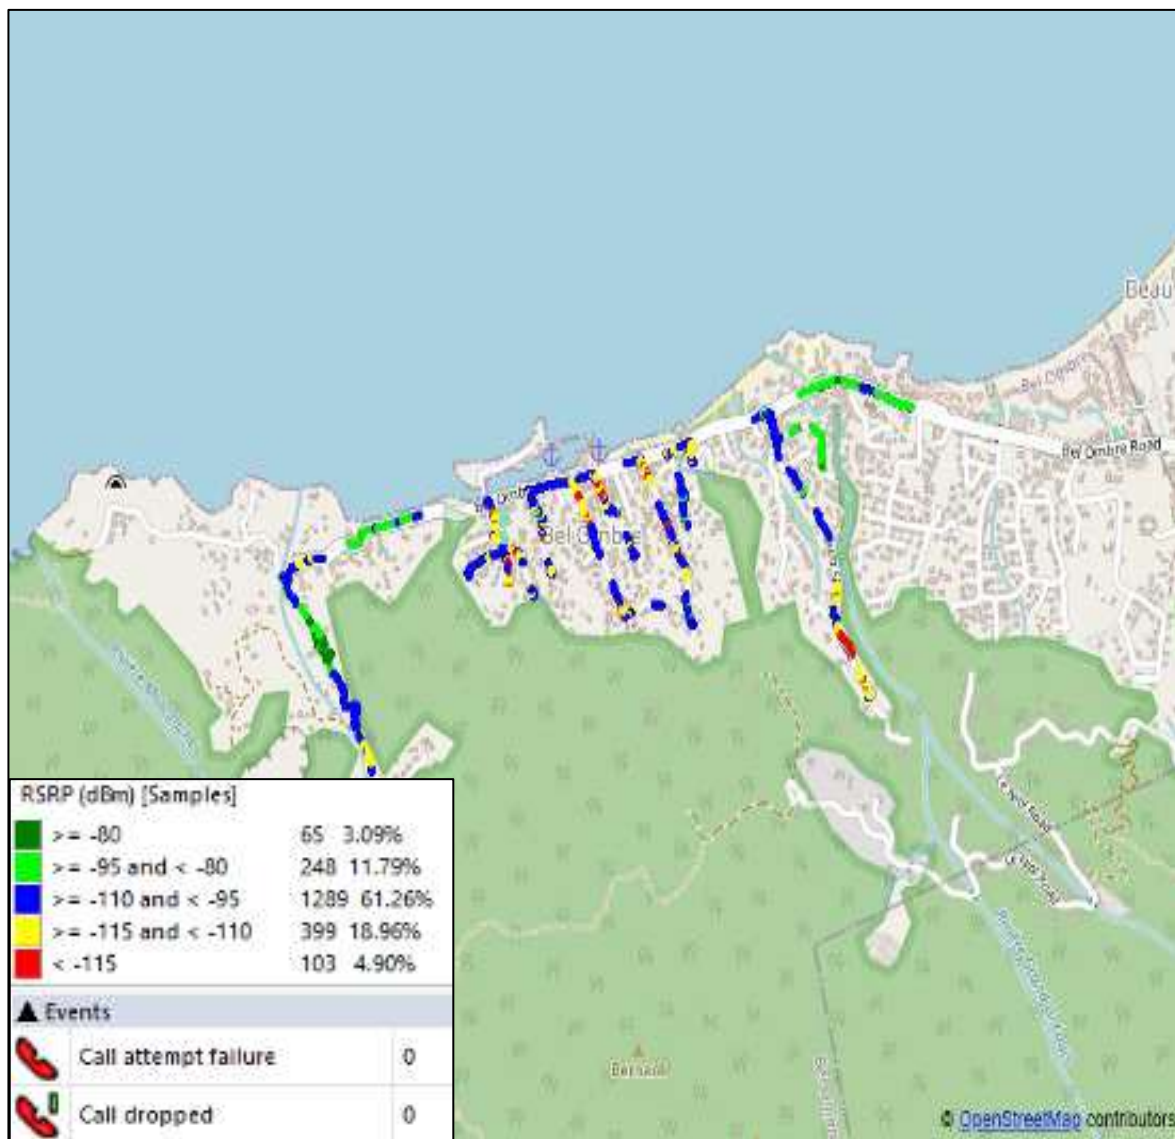 Beau
Bel Ombre
Bel Ombre Road
Bel Ombre
RSRP (dBm) [Samples]
>= -80 65 3.09%
>= -95 and < -80 248 11.79%
>= -110 and < -95 1289 61.26%
>= -115 and < -110 399 18.96%
< -115 103 4.90%
▲ Events
Call attempt failure 0
Call dropped 0
© OpenStreetMap contributors